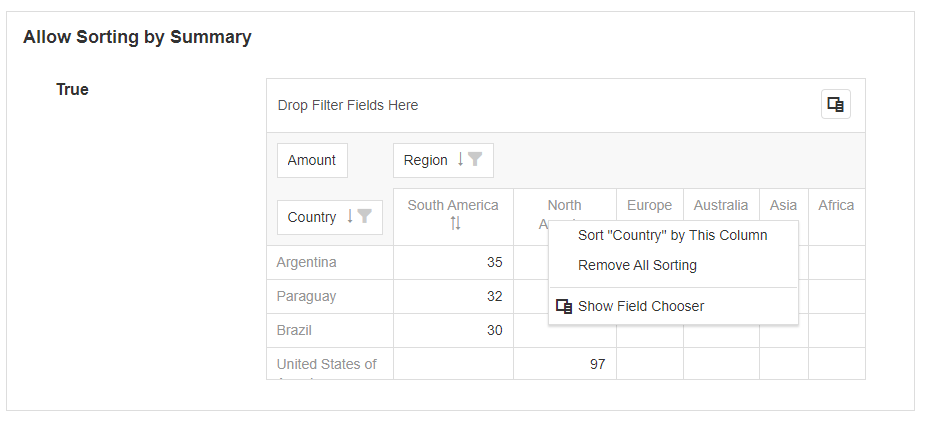 Allow Sorting by Summary
True
Drop Filter Fields Here
Amount
Region
Country
South America
North
Europe
Australia
Asia
Africa
Sort "Country" by This Column
Remove All Sorting
Show Field Chooser
Argentina 35
Paraguay 32
Brazil 30
United States of 97